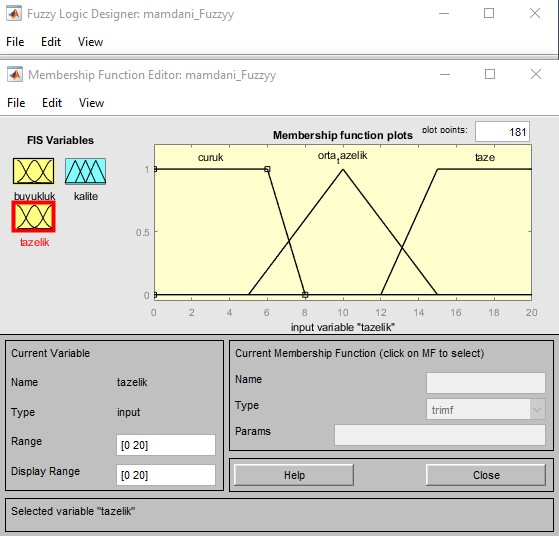 Fuzzy Logic Designer: mamdani_Fuzzyy
File Edit View
Membership Function Editor: mamdani_Fuzzyy
File Edit View
FIS Variables
buyukluk kalite
tazelik
Membership function plots plot points: 181
curuk orta_tazelik taze
1
0.5
0
0 2 4 6 8 10 12 14 16 18 20
input variable "tazelik"
Current Variable
Name tazelik
Type input
Range [0 20]
Display Range [0 20]
Current Membership Function (click on MF to select)
Name
Type trimf
Params
Help Close
Selected variable "tazelik"